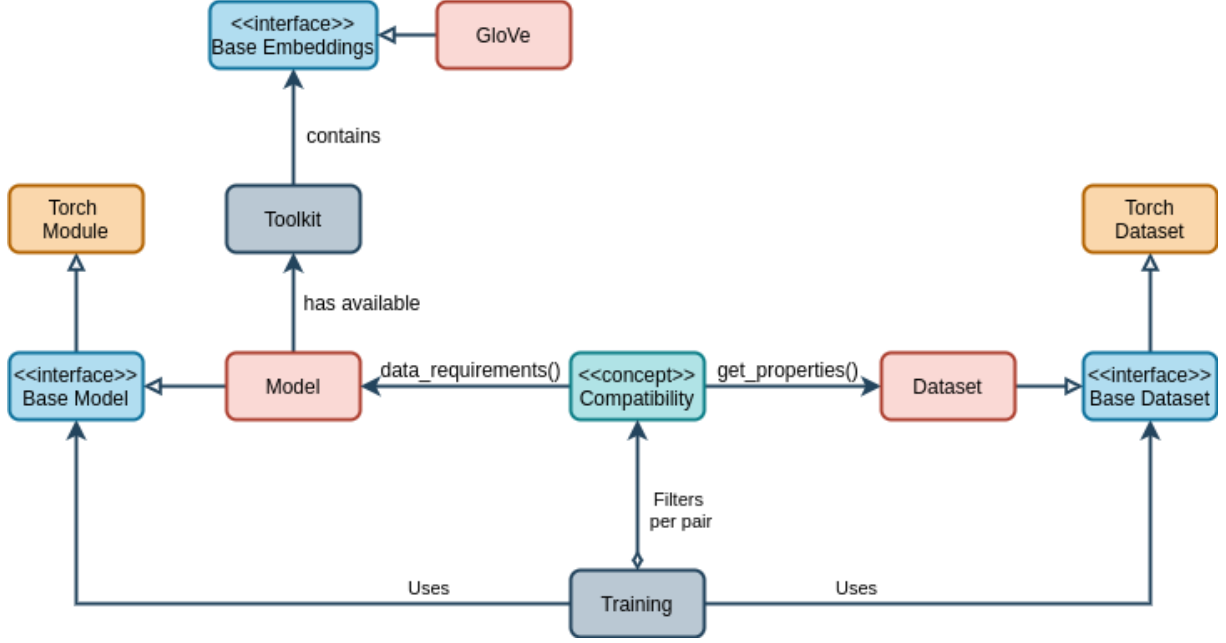 <<interface>>
Base Embeddings
GloVe
contains
Torch
Module
Toolkit
Torch
Dataset
has available
<<interface>>
Base Model
Model
data_requirements()
<<concept>>
Compatibility
get_properties()
Dataset
<<interface>>
Base Dataset
Filters
per pair
Uses
Training
Uses